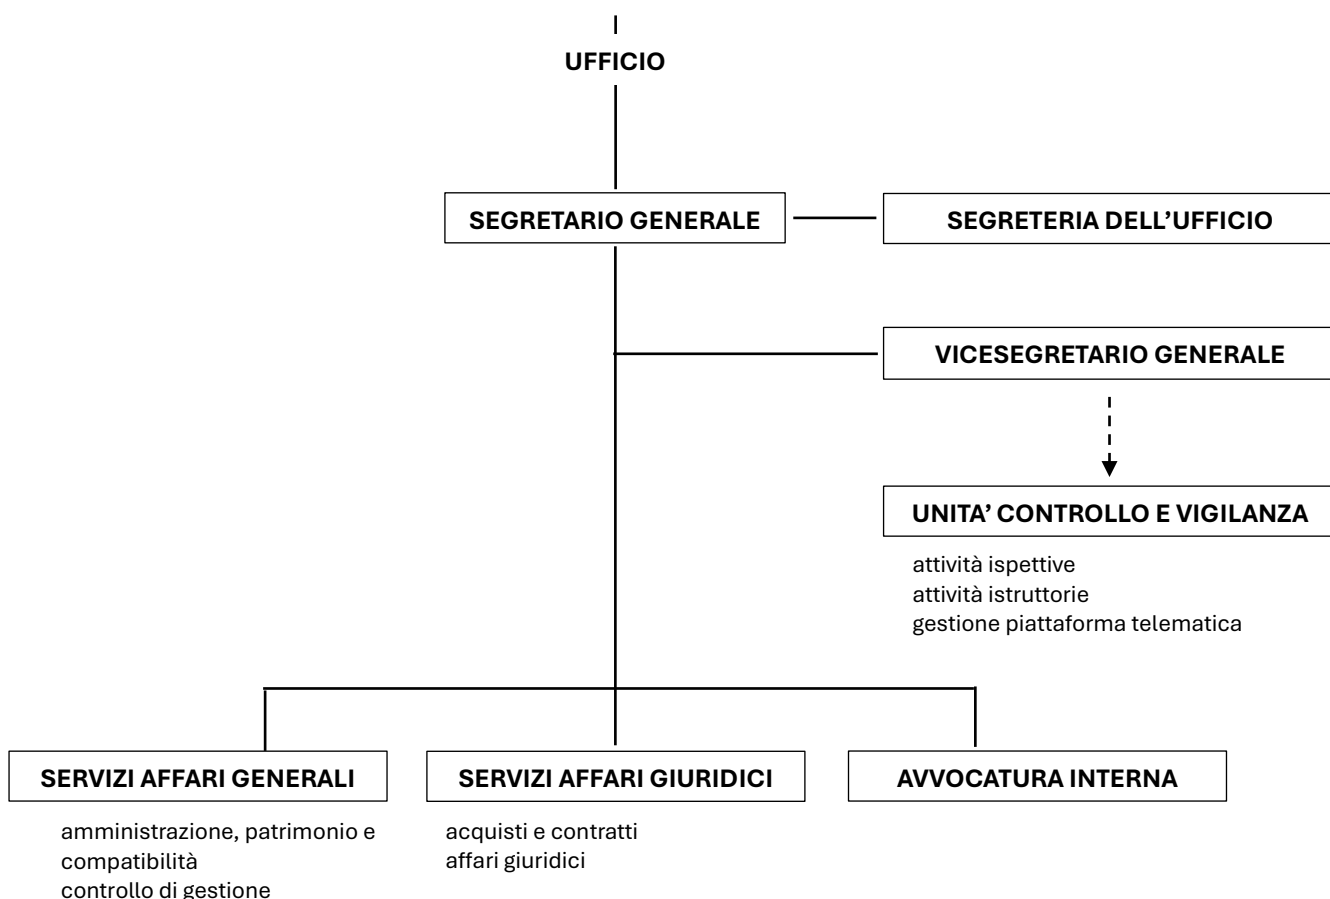 UFFICIO
SEGRETARIO GENERALE
SEGRETERIA DELL’UFFICIO
VICESEGRETARIO GENERALE
UNITA’ CONTROLLO E VIGILANZA
attività ispettive
attività istruttorie
gestione piattaforma telematica
SERVIZI AFFARI GENERALI
SERVIZI AFFARI GIURIDICI
AVVOCATURA INTERNA
amministrazione, patrimonio e
compatibilità
controllo di gestione
acquisti e contratti
affari giuridici